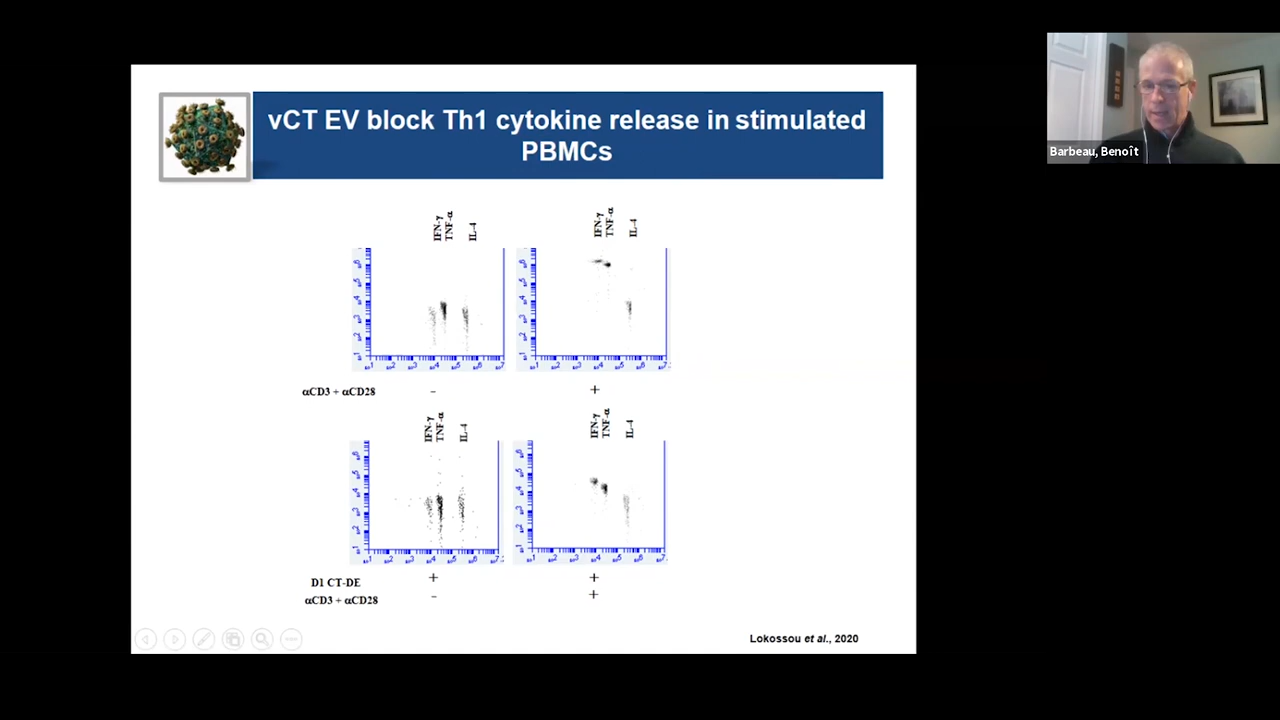 vCT EV block Th1 cytokine release in stimulated
PBMCs
IFN-γ
TNF-α
IL-4
IFN-γ
TNF-α
IL-4
αCD3 + αCD28 - +
IFN-γ
TNF-α
IL-4
IFN-γ
TNF-α
IL-4
D1 CT-DE + +
αCD3 + αCD28 - +
Lokossou et al., 2020
Barbeau, Benoît